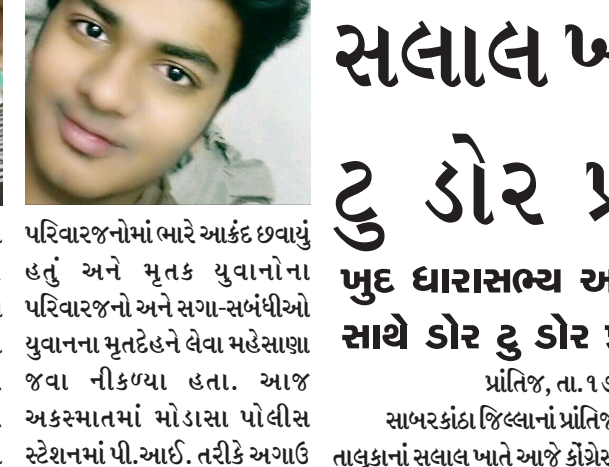 પરિવારજનોમાં ભારે આક્રંદ છવાયું
હતું અને મૃતક યુવાનોના
પરિવારજનો અને સગા-સબંધીઓ
યુવાનના મૃતદેહને લેવા મહેસાણા
જવા નીકળ્યા હતા. આજ
અકસ્માતમાં મોડાસા પોલીસ
સ્ટેશનમાં પી.આઈ. તરીકે અગાઉ
સલાલ
ટુ ડોર
ખુદ ધારાસભ્ય
સાથે ડોર ટુ ડોર
પ્રાંતિજ, તા.૧
સાબરકાંઠા જિલ્લાનાં
તાલુકાનાં સલાલ ખાતે આજે